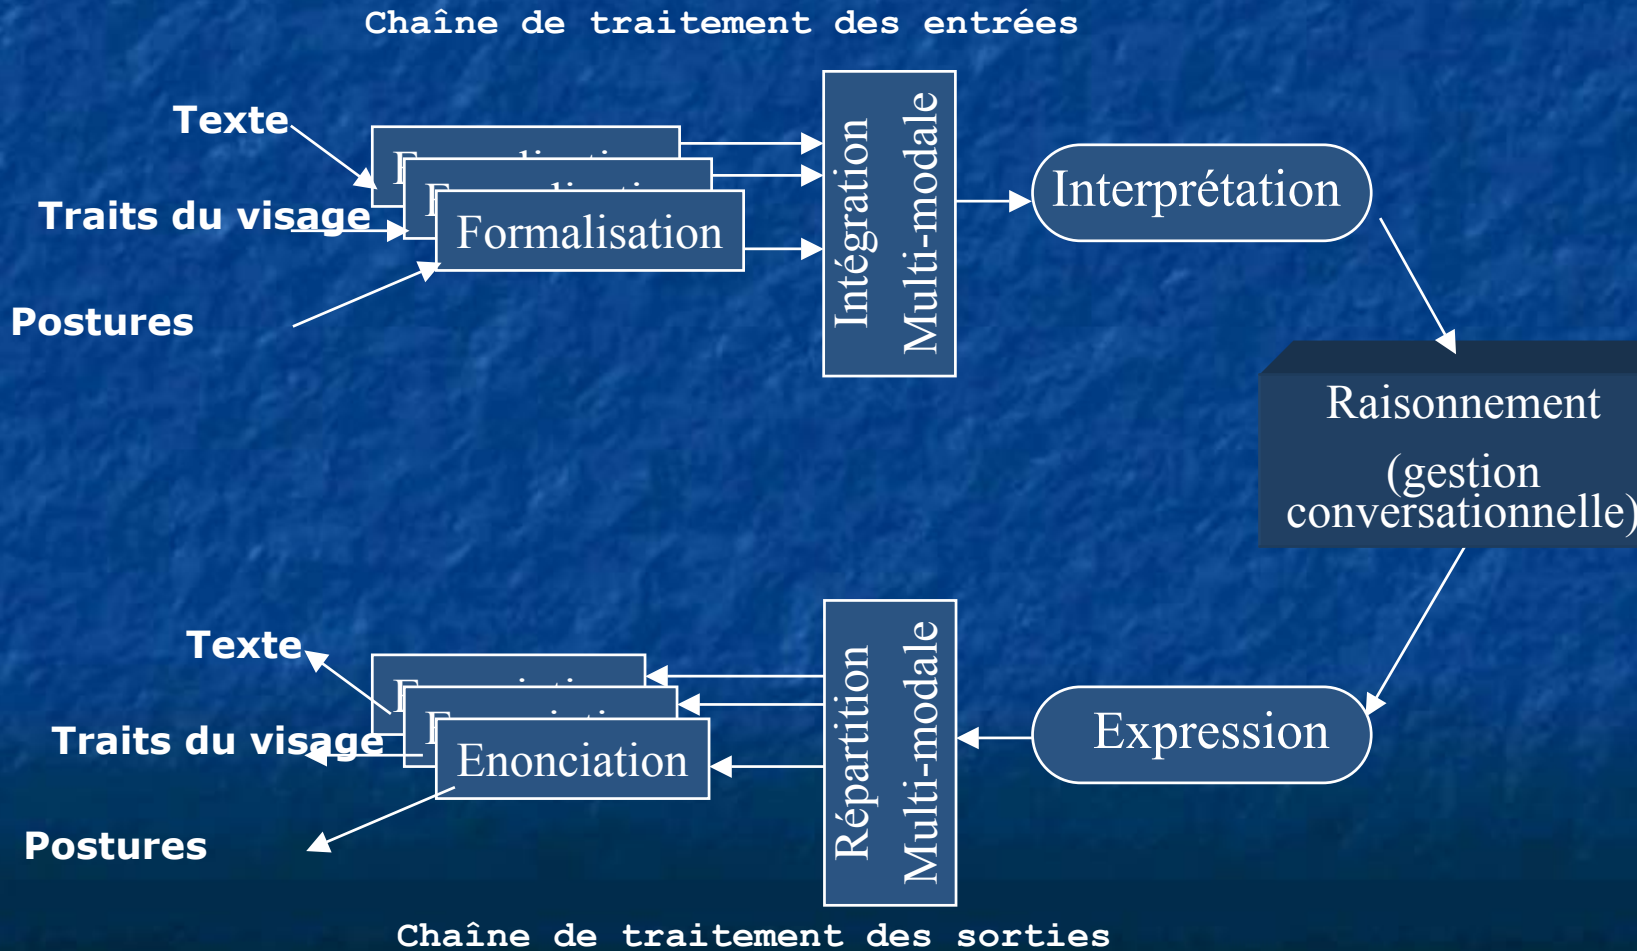 Chaîne de traitement des entrées
Texte
Traits du visage
Postures
Formalisation
Intégration
Multi-modale
Interprétation
Raisonnement
(gestion
conversationnelle)
Texte
Traits du visage
Postures
Enonciation
Répartition
Multi-modale
Expression
Chaîne de traitement des sorties